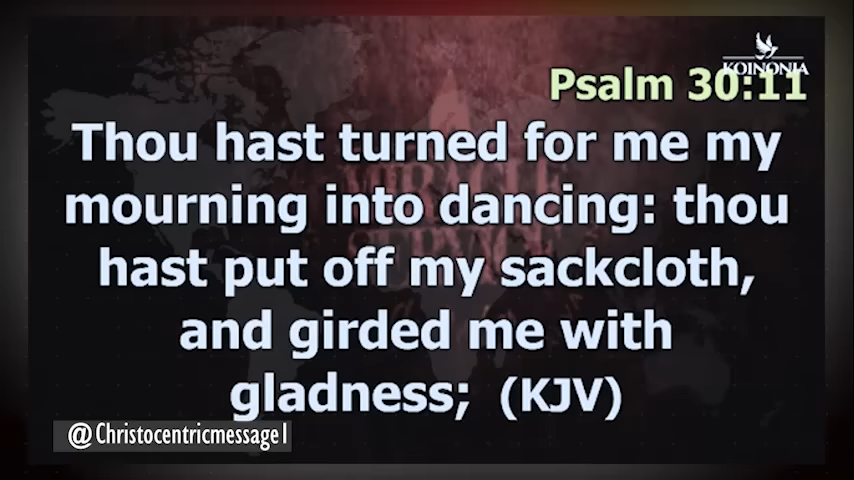 KOINONIA
Psalm 30:11
Thou hast turned for me my
mourning into dancing: thou
hast put off my sackcloth,
and girded me with
gladness; (KJV)
@Christocentricmessage1